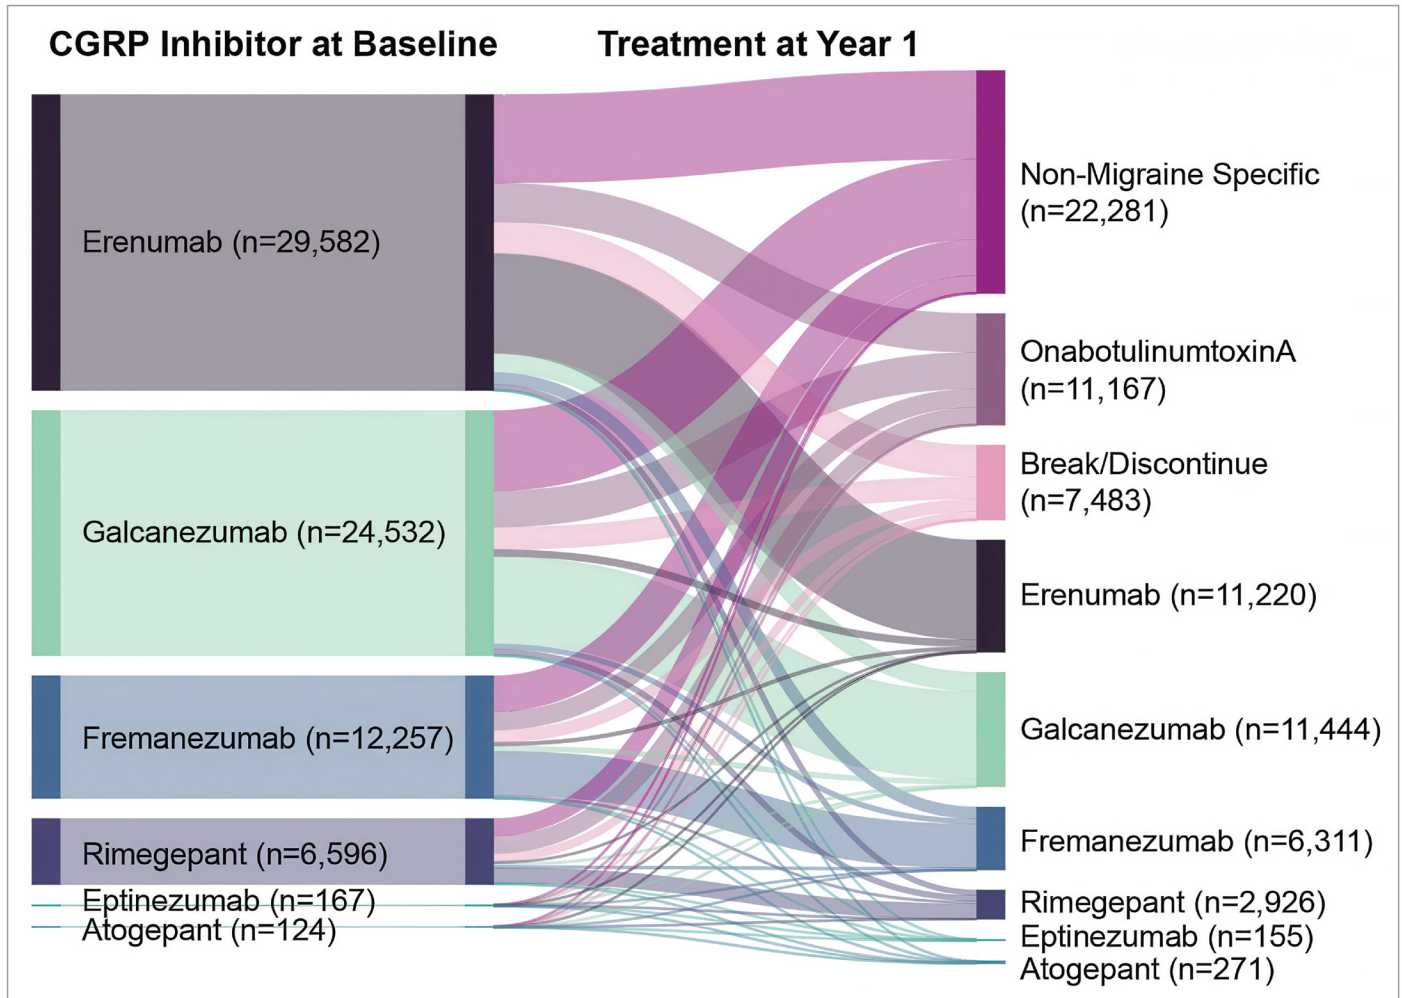 CGRP Inhibitor at Baseline
Treatment at Year 1
Erenumab (n=29,582)
Galcanezumab (n=24,532)
Fremanezumab (n=12,257)
Rimegepant (n=6,596)
Eptinezumab (n=167)
Atogepant (n=124)
Non-Migraine Specific
(n=22,281)
OnabotulinumtoxinA
(n=11,167)
Break/Discontinue
(n=7,483)
Erenumab (n=11,220)
Galcanezumab (n=11,444)
Fremanezumab (n=6,311)
Rimegepant (n=2,926)
Eptinezumab (n=155)
Atogepant (n=271)